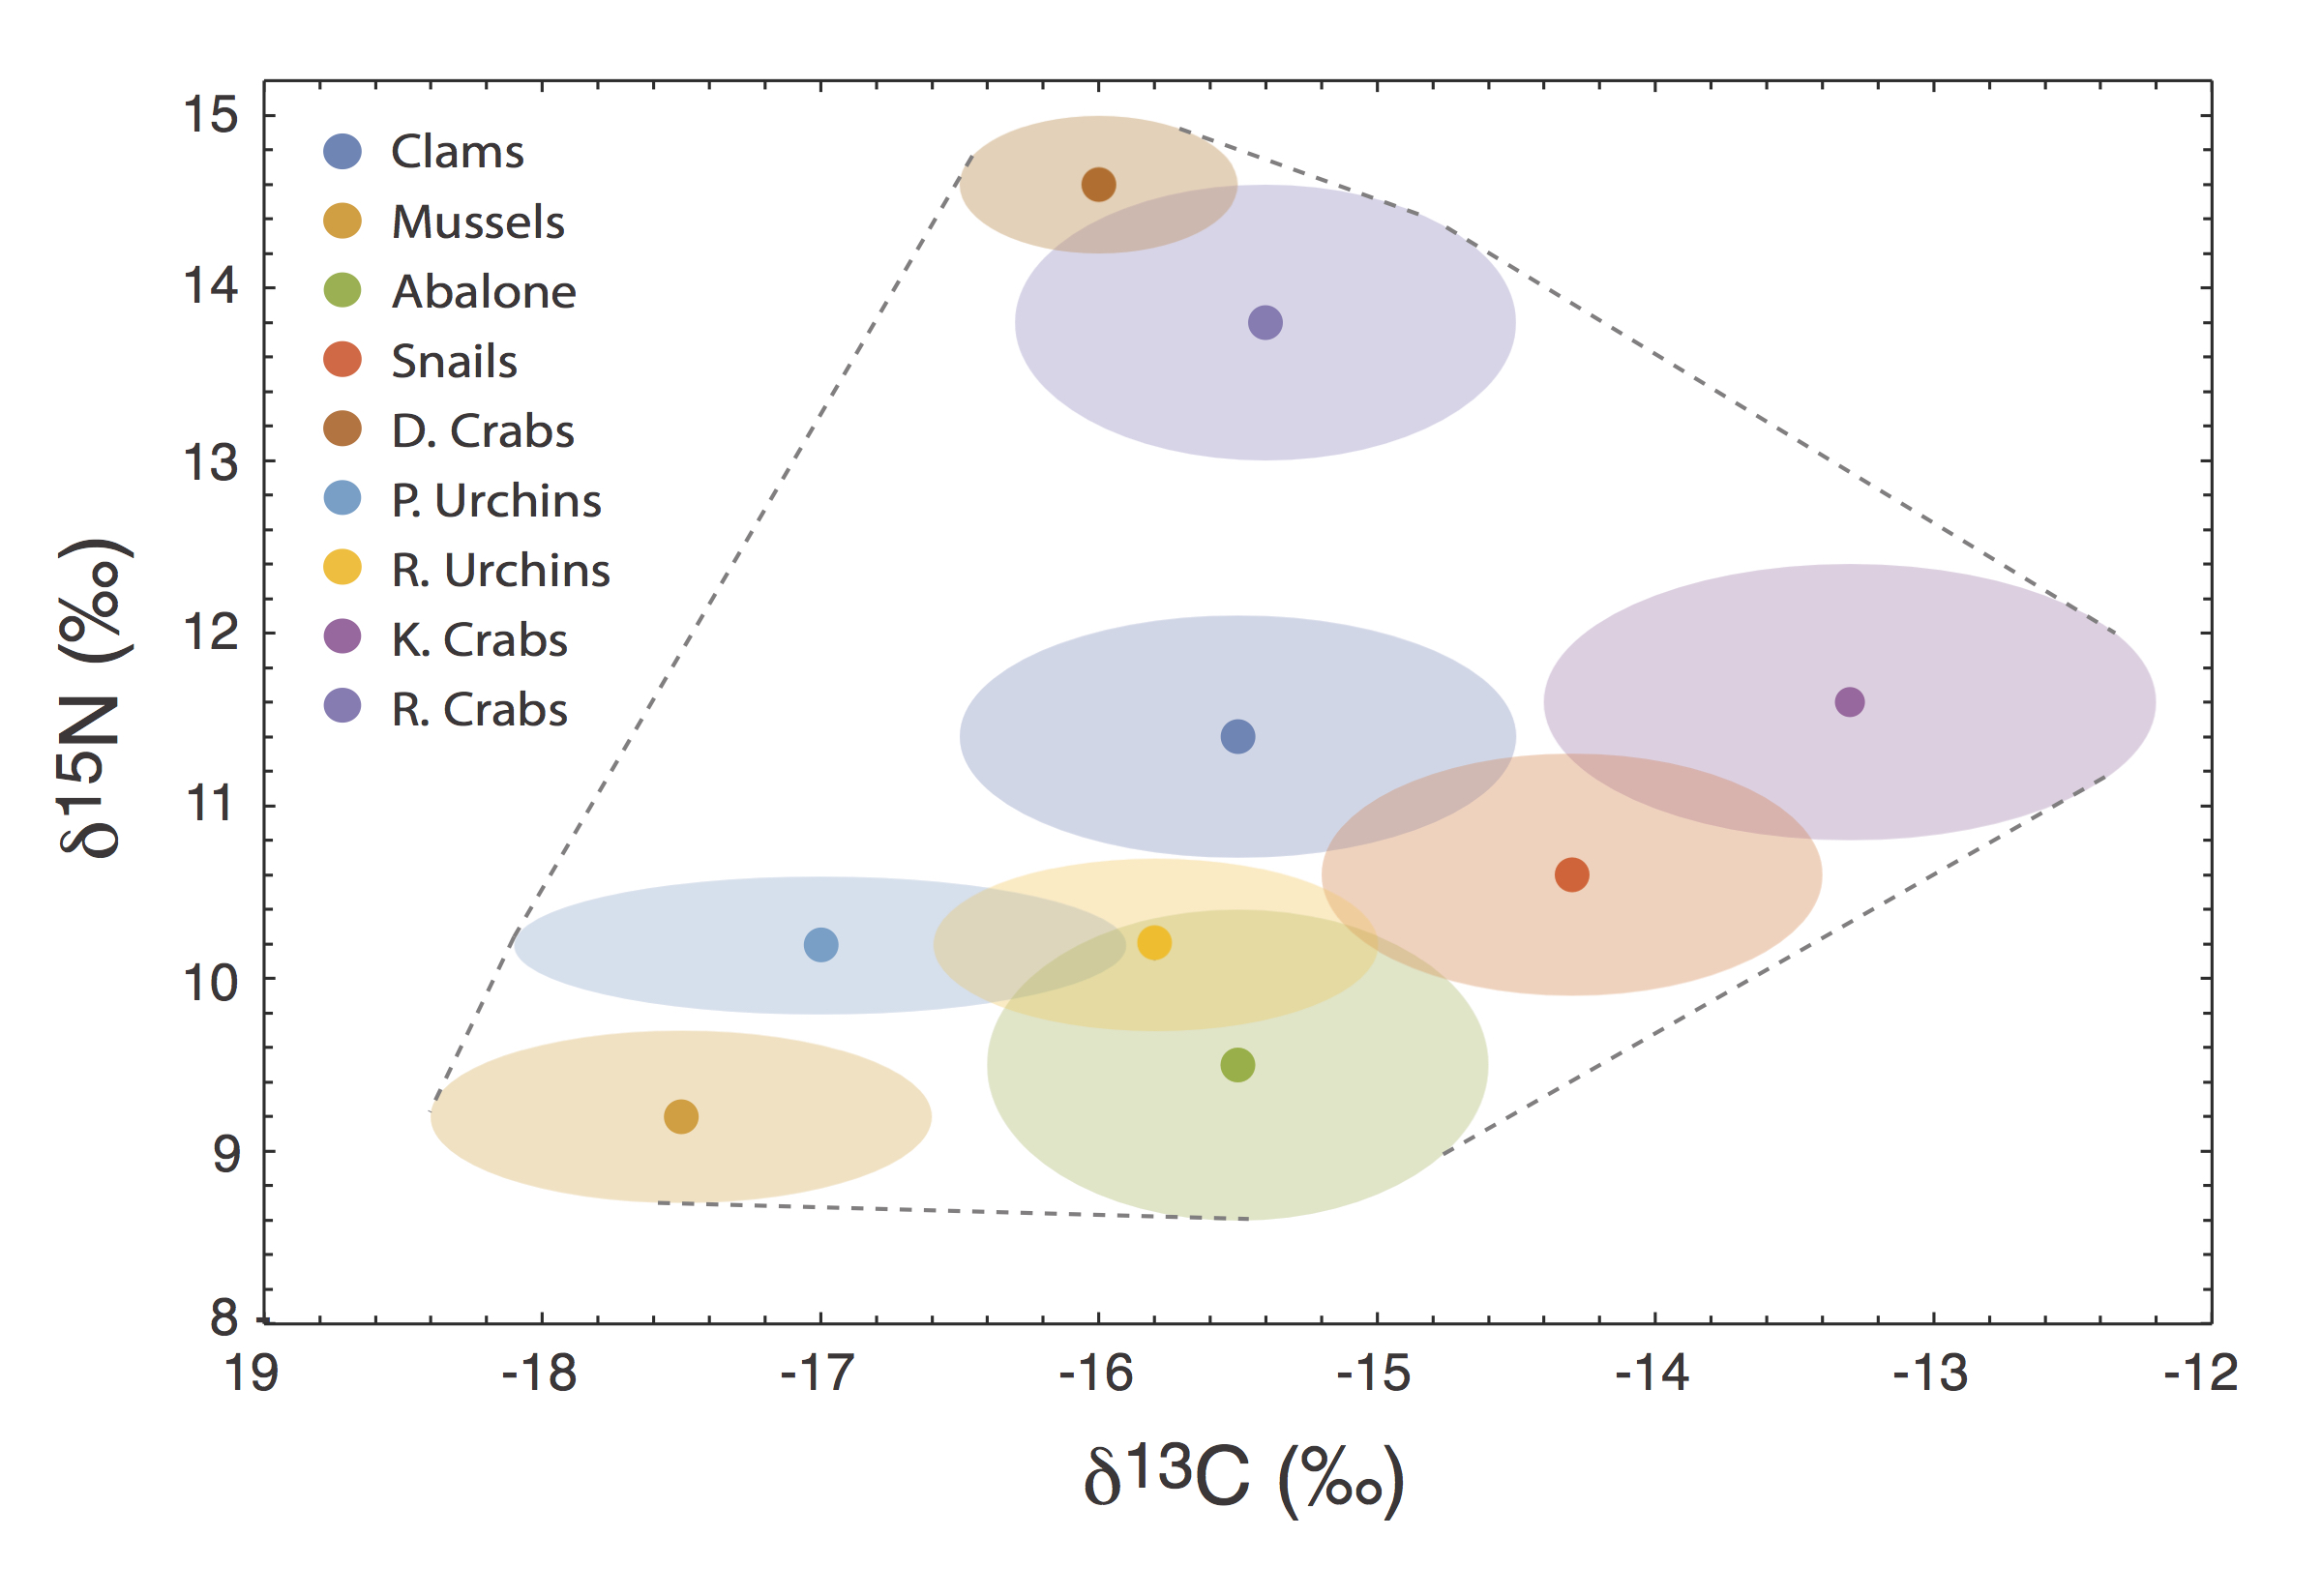 15
14
13
12
11
10
9
8
δ15N (‰)
Clams
Mussels
Abalone
Snails
D. Crabs
P. Urchins
R. Urchins
K. Crabs
R. Crabs
19 -18 -17 -16 -15 -14 -13 -12
δ13C (‰)